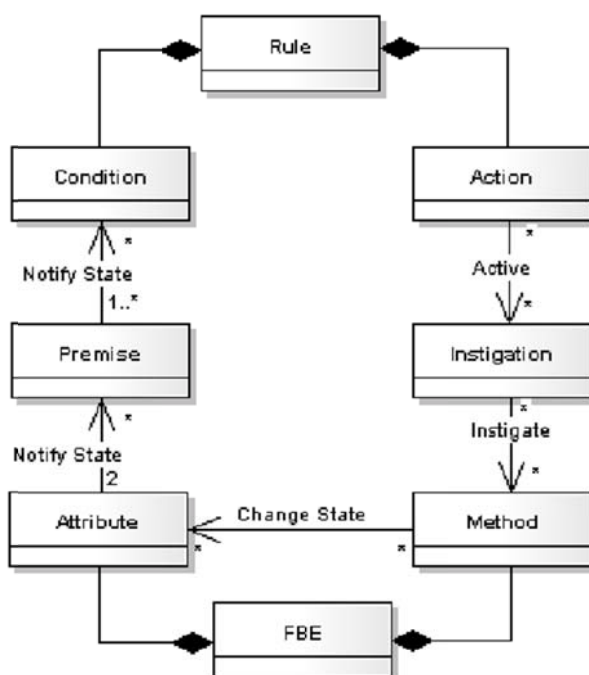 Rule
Condition
Action
*
*
Notify State
Active
1..*
*
Premise
Instigation
*
*
Notify State
Instigate
2
*
Attribute
Change State
Method
*
*
FBE